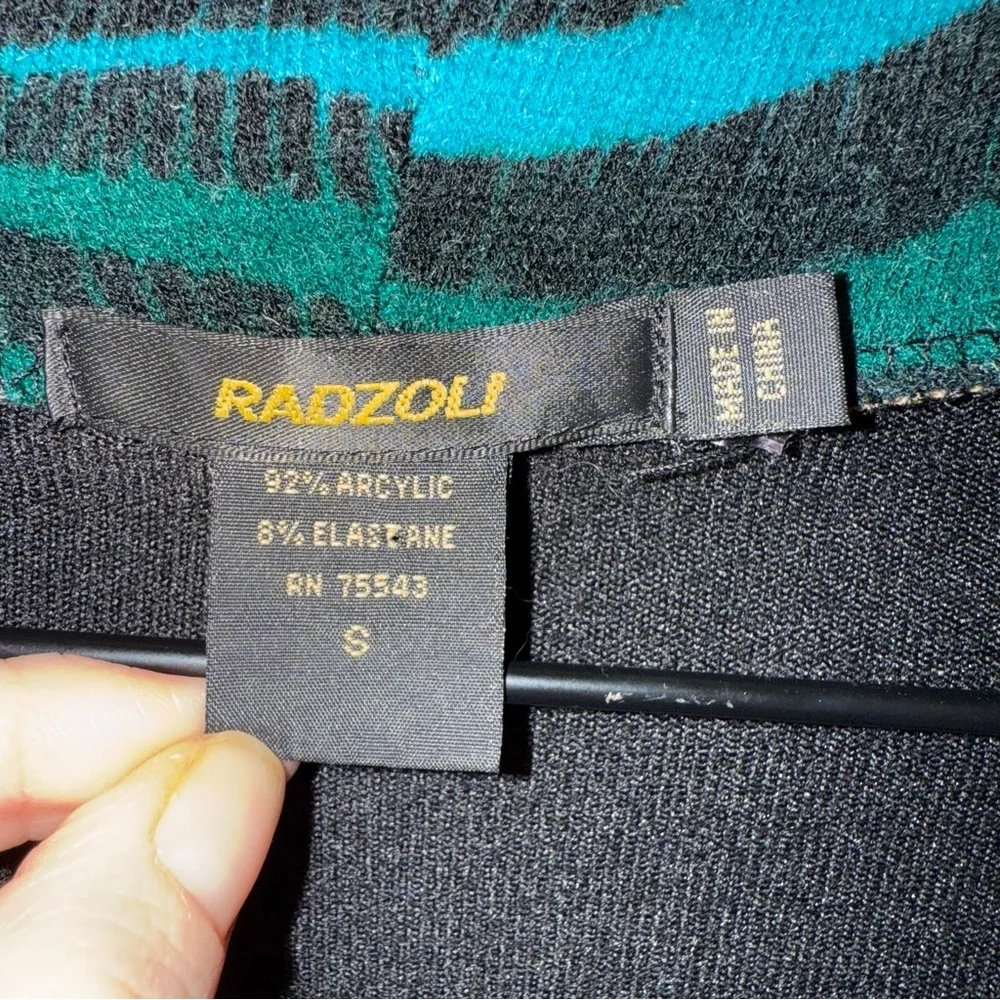 RADZOLI
MADE IN
CHINA
92% ARCYLIC
8% ELASTANE
RN 75543
S